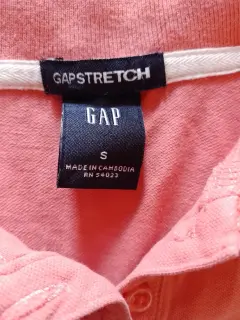 GAPSTRETCH
GAP
S
MADE IN CAMBODIA
RN 54023